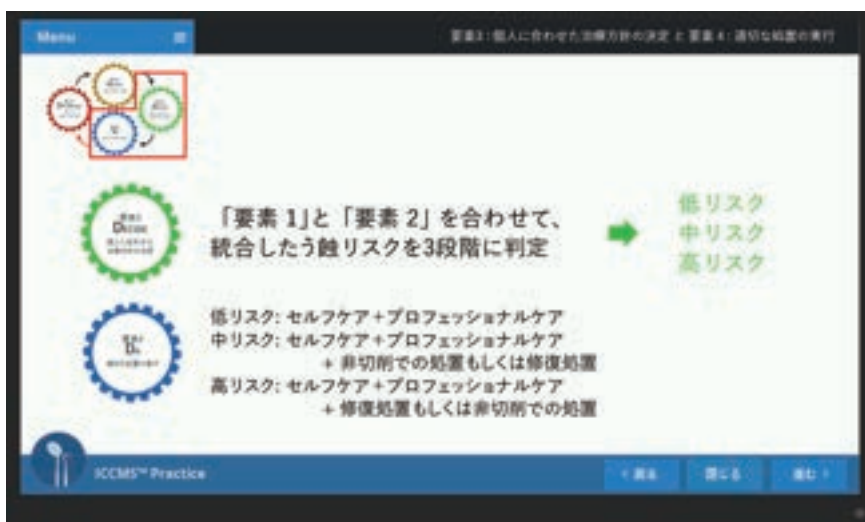 Menu
要素3：個人に合わせた治療方針の決定 と 要素4：適切な処置の実行
「要素 1」と「要素 2」を合わせて、
統合したう蝕リスクを3段階に判定
低リスク
中リスク
高リスク
低リスク: セルフケア＋プロフェッショナルケア
中リスク: セルフケア＋プロフェッショナルケア
＋ 非切削での処置もしくは修復処置
高リスク: セルフケア＋プロフェッショナルケア
＋ 修復処置もしくは非切削での処置
ICCMS™ Practice
戻る
閉じる
進む